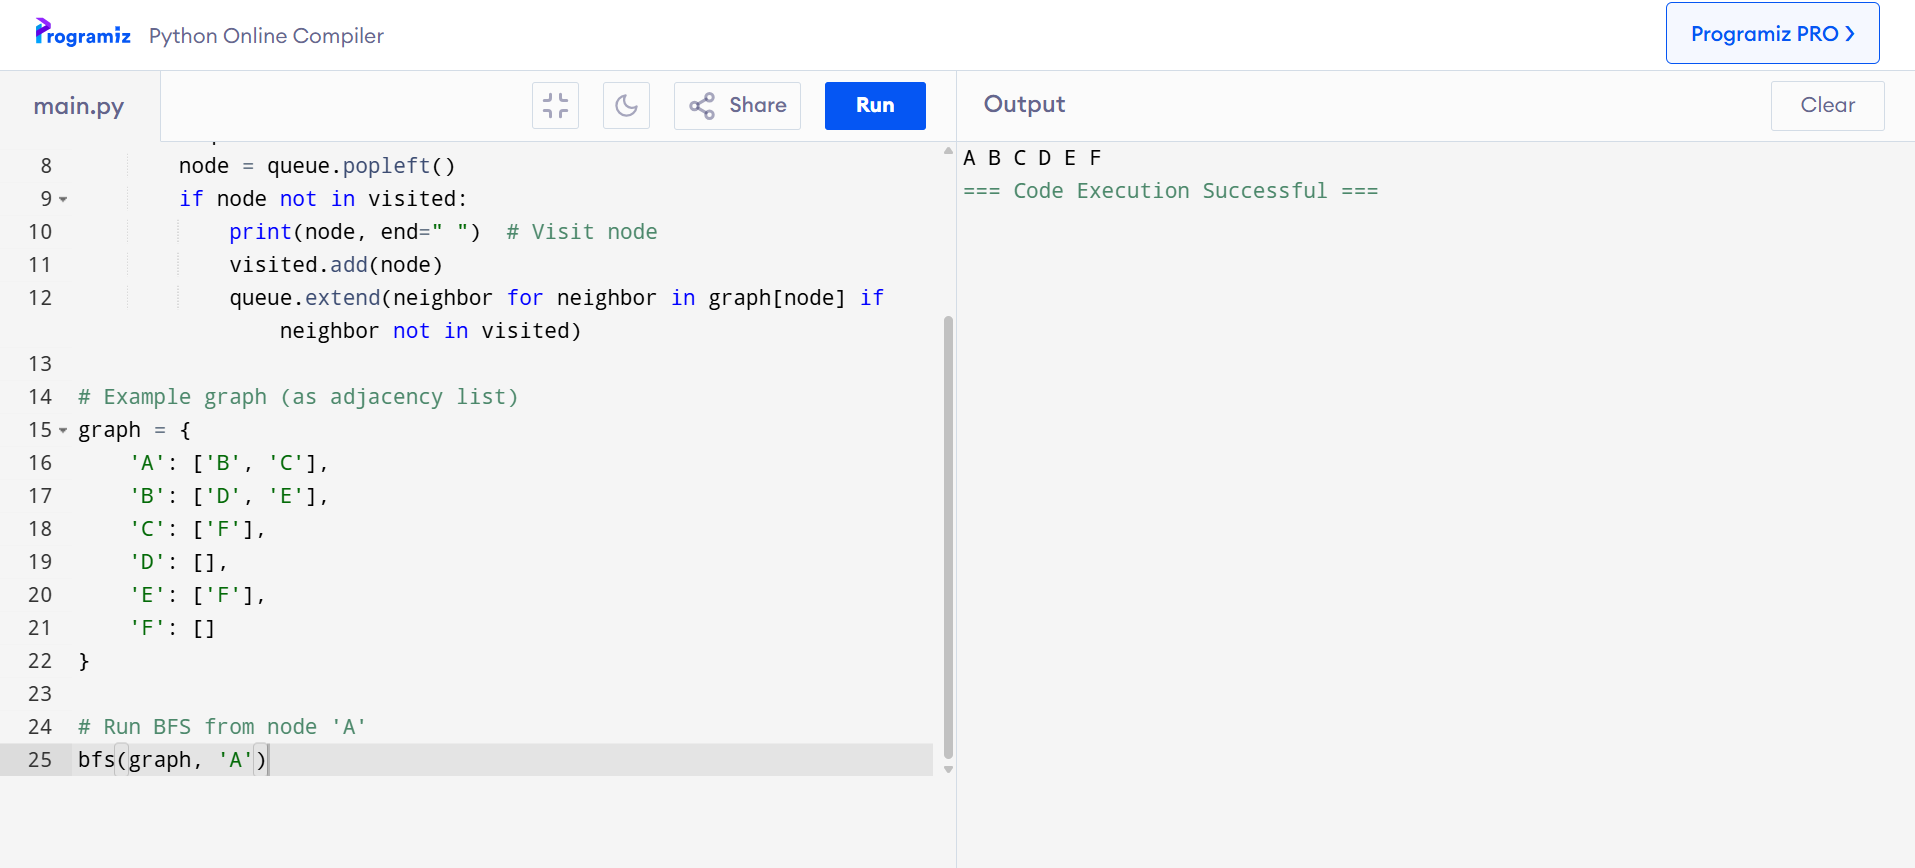 Programiz Python Online Compiler
Programiz PRO ❯
main.py
Share
Run
Output
Clear
8 node = queue.popleft()
9 if node not in visited:
10 print(node, end=" ")  # Visit node
11 visited.add(node)
12 queue.extend(neighbor for neighbor in graph[node] if
neighbor not in visited)
13
14 # Example graph (as adjacency list)
15 graph = {
16 'A': ['B', 'C'],
17 'B': ['D', 'E'],
18 'C': ['F'],
19 'D': [],
20 'E': ['F'],
21 'F': []
22 }
23
24 # Run BFS from node 'A'
25 bfs(graph, 'A')
A B C D E F
=== Code Execution Successful ===